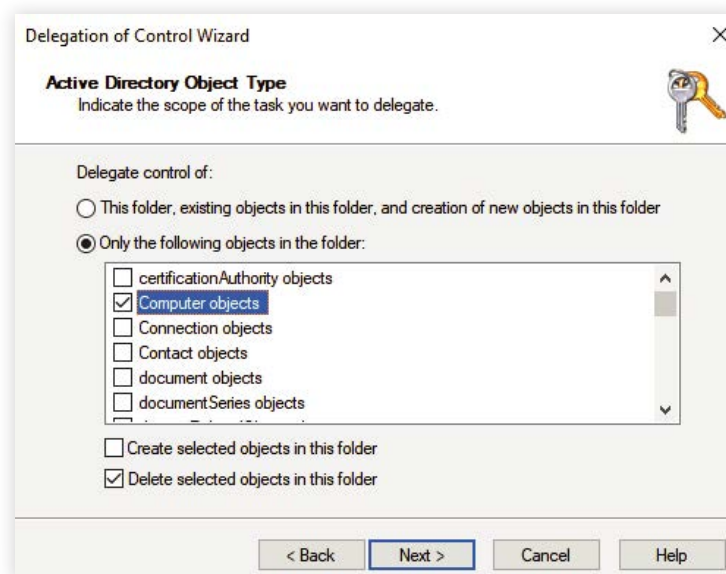 Delegation of Control Wizard
Active Directory Object Type
Indicate the scope of the task you want to delegate.
Delegate control of:
This folder, existing objects in this folder, and creation of new objects in this folder
Only the following objects in the folder:
certificationAuthority objects
Computer objects
Connection objects
Contact objects
document objects
documentSeries objects
Create selected objects in this folder
Delete selected objects in this folder
< Back Next > Cancel Help